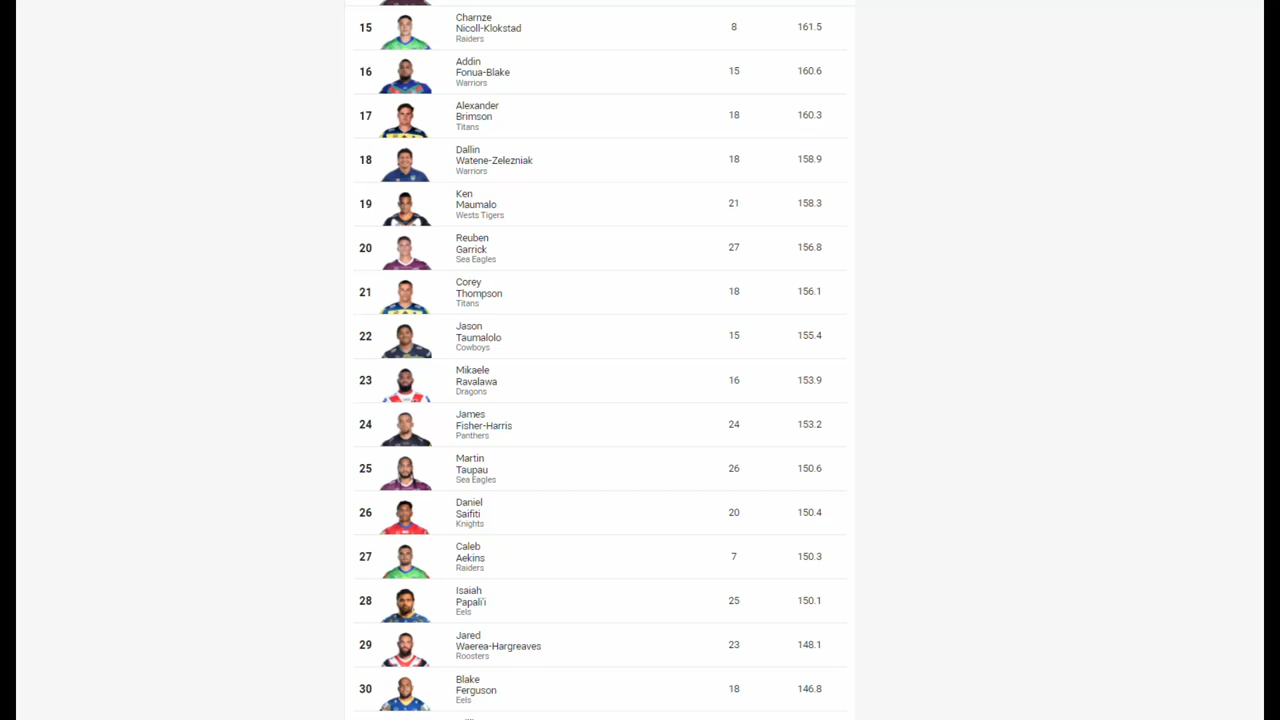 15 Charnze Nicoll-Klokstad Raiders 8 161.5
16 Addin Fonua-Blake Warriors 15 160.6
17 Alexander Brimson Titans 18 160.3
18 Dallin Watene-Zelezniak Warriors 18 158.9
19 Ken Maumalo Wests Tigers 21 158.3
20 Reuben Garrick Sea Eagles 27 156.8
21 Corey Thompson Titans 18 156.1
22 Jason Taumalolo Cowboys 15 155.4
23 Mikaele Ravalawa Dragons 16 153.9
24 James Fisher-Harris Panthers 24 153.2
25 Martin Taupau Sea Eagles 26 150.6
26 Daniel Saifiti Knights 20 150.4
27 Caleb Aekins Raiders 7 150.3
28 Isaiah Papali'i Eels 25 150.1
29 Jared Waerea-Hargreaves Roosters 23 148.1
30 Blake Ferguson Eels 18 146.8